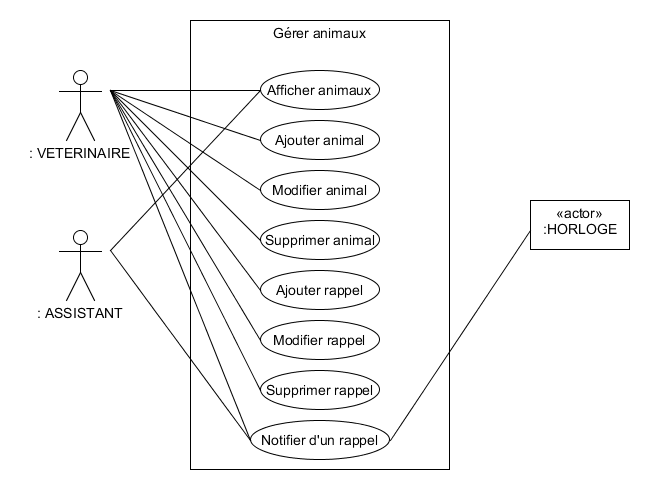 Gérer animaux
Afficher animaux
: VETERINAIRE
Ajouter animal
Modifier animal
Supprimer animal
«actor»
:HORLOGE
Ajouter rappel
: ASSISTANT
Modifier rappel
Supprimer rappel
Notifier d'un rappel